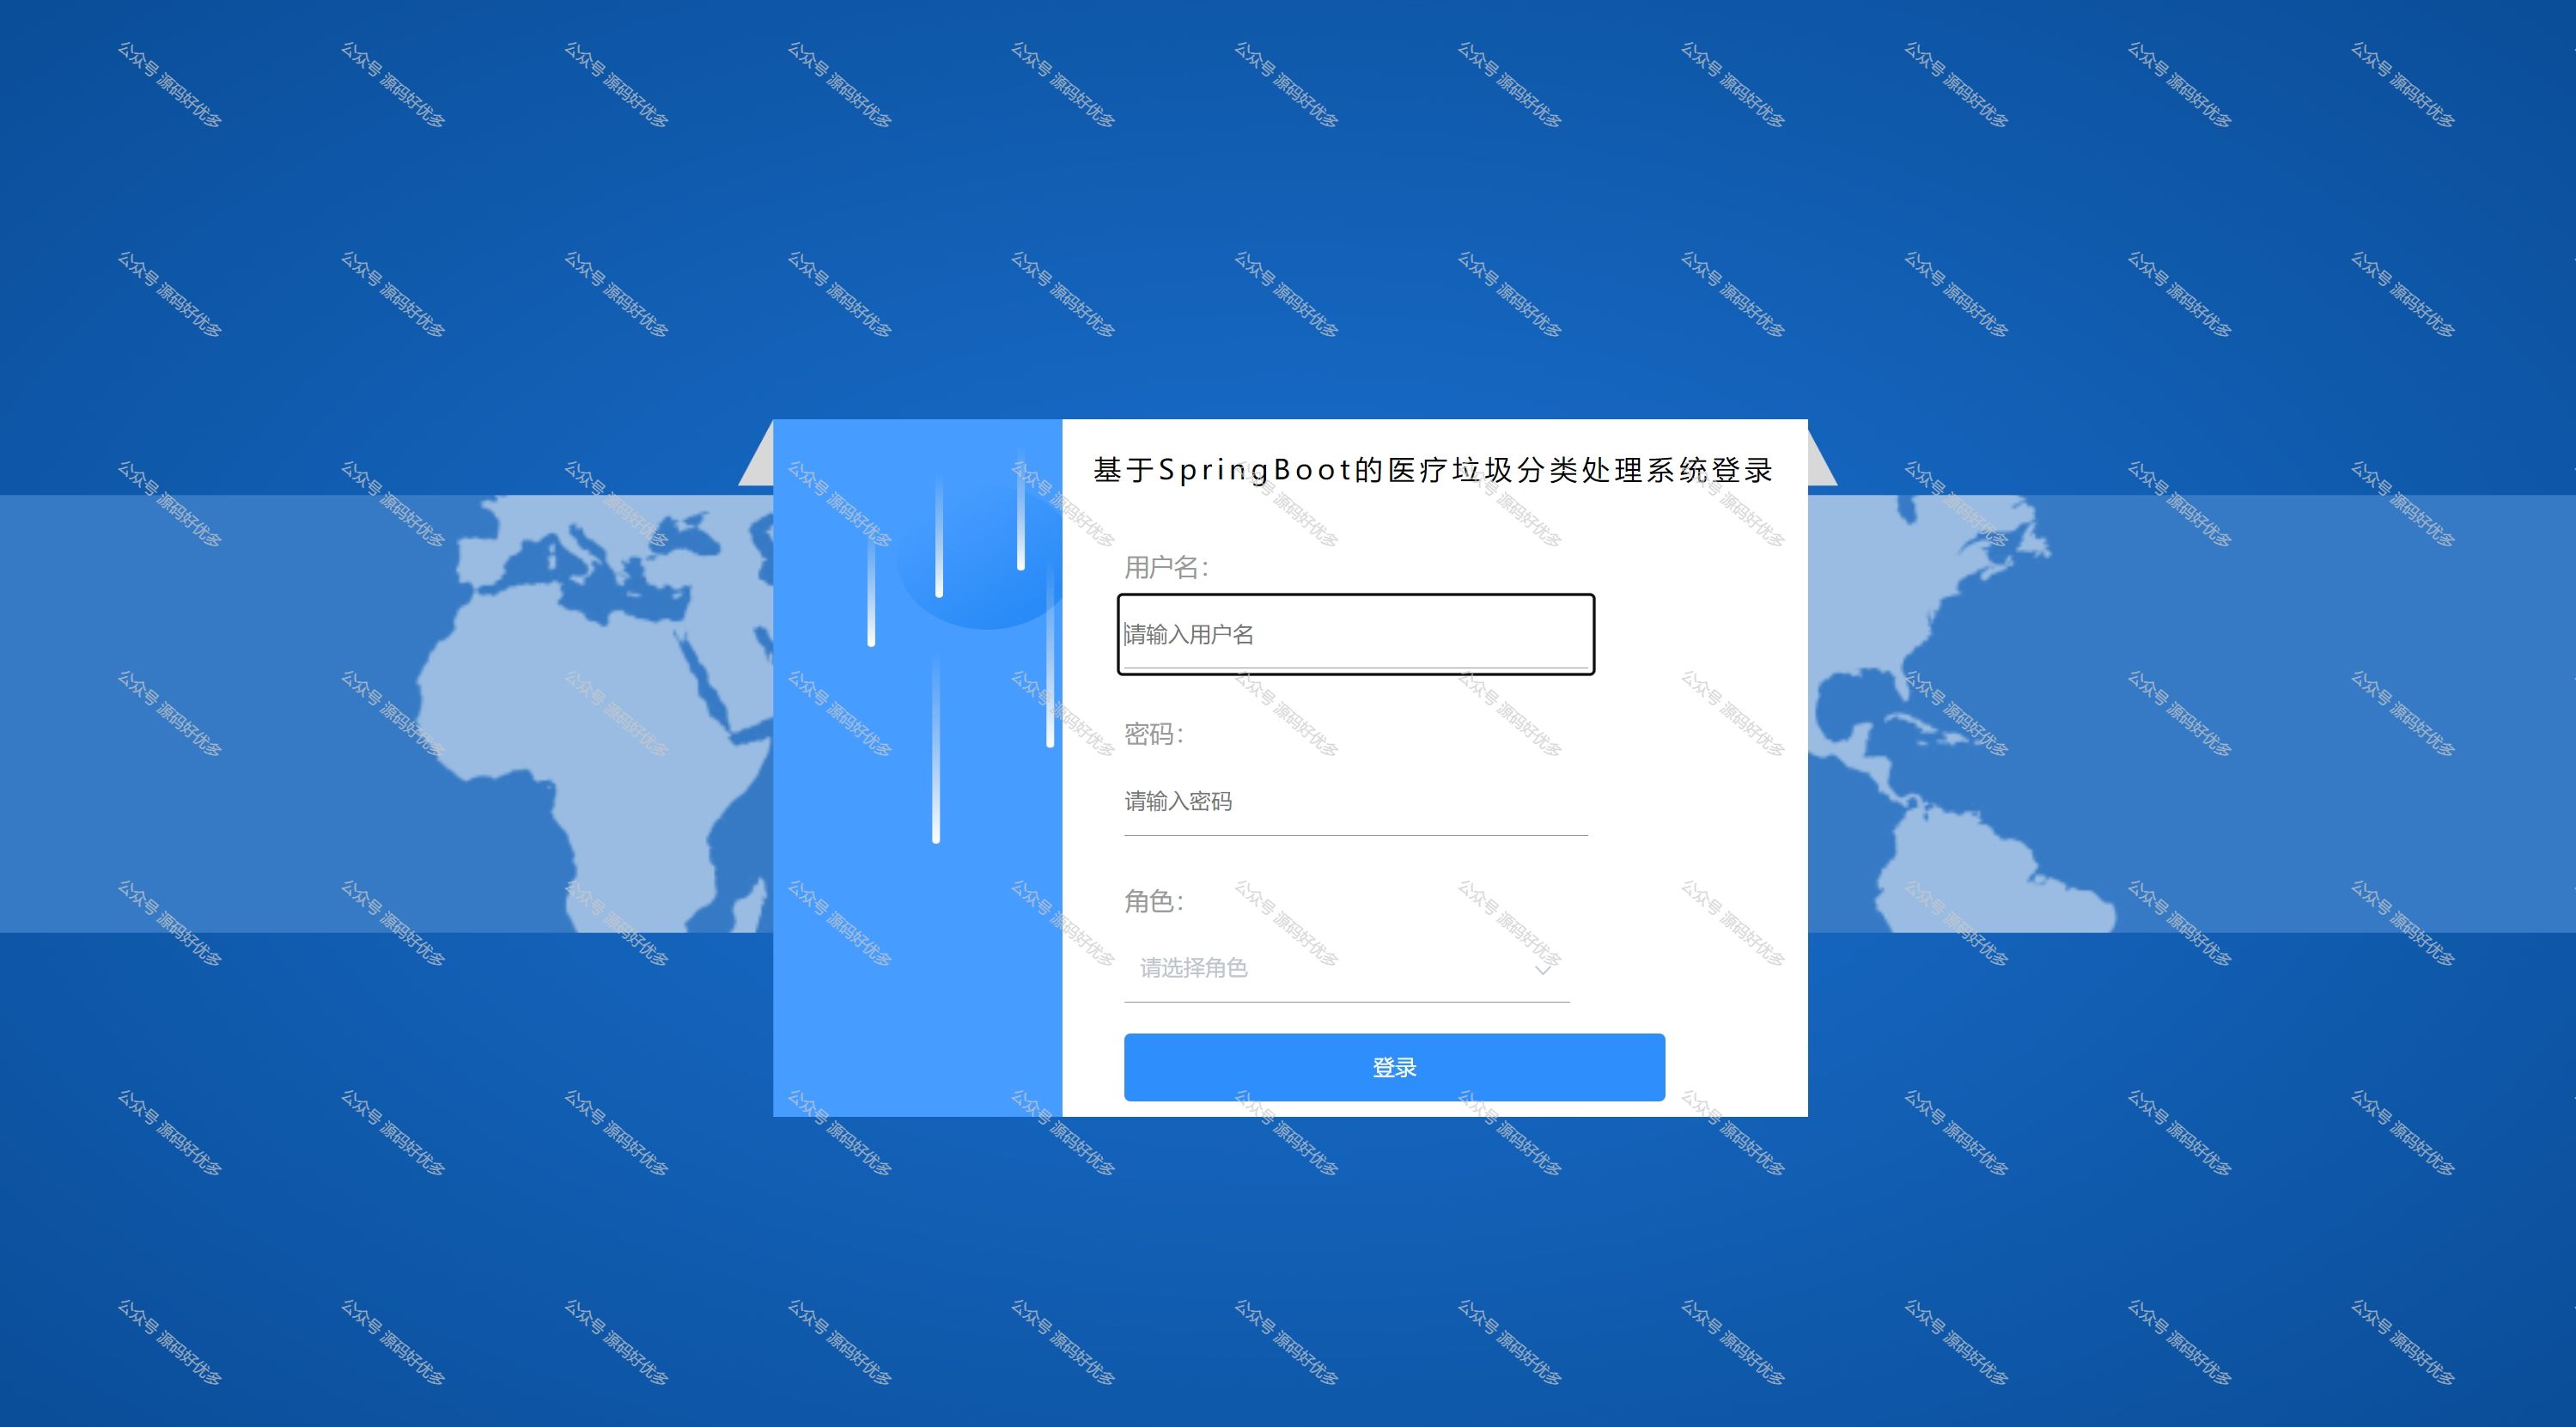 基于SpringBoot的医疗垃圾分类处理系统登录
用户名：
请输入用户名
密码：
请输入密码
角色：
请选择角色
登录
公众号 源码好优多